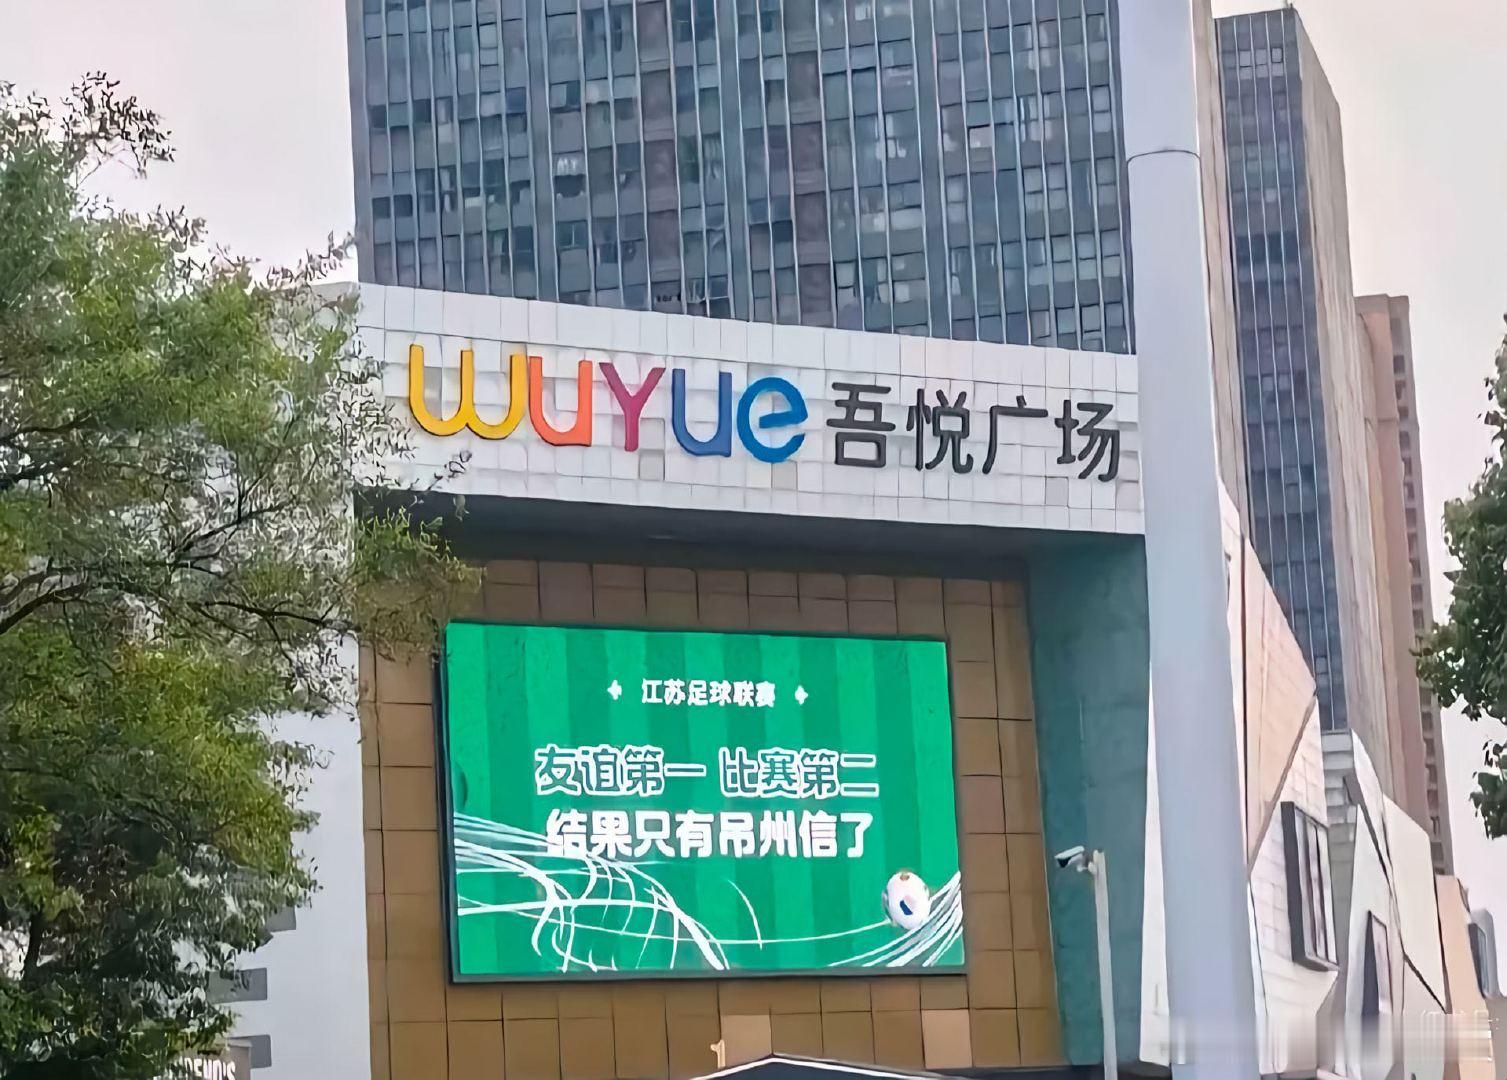 wuyue 吾悦广场
江苏足球联赛
友谊第一 比赛第二
结果只有吊州信了